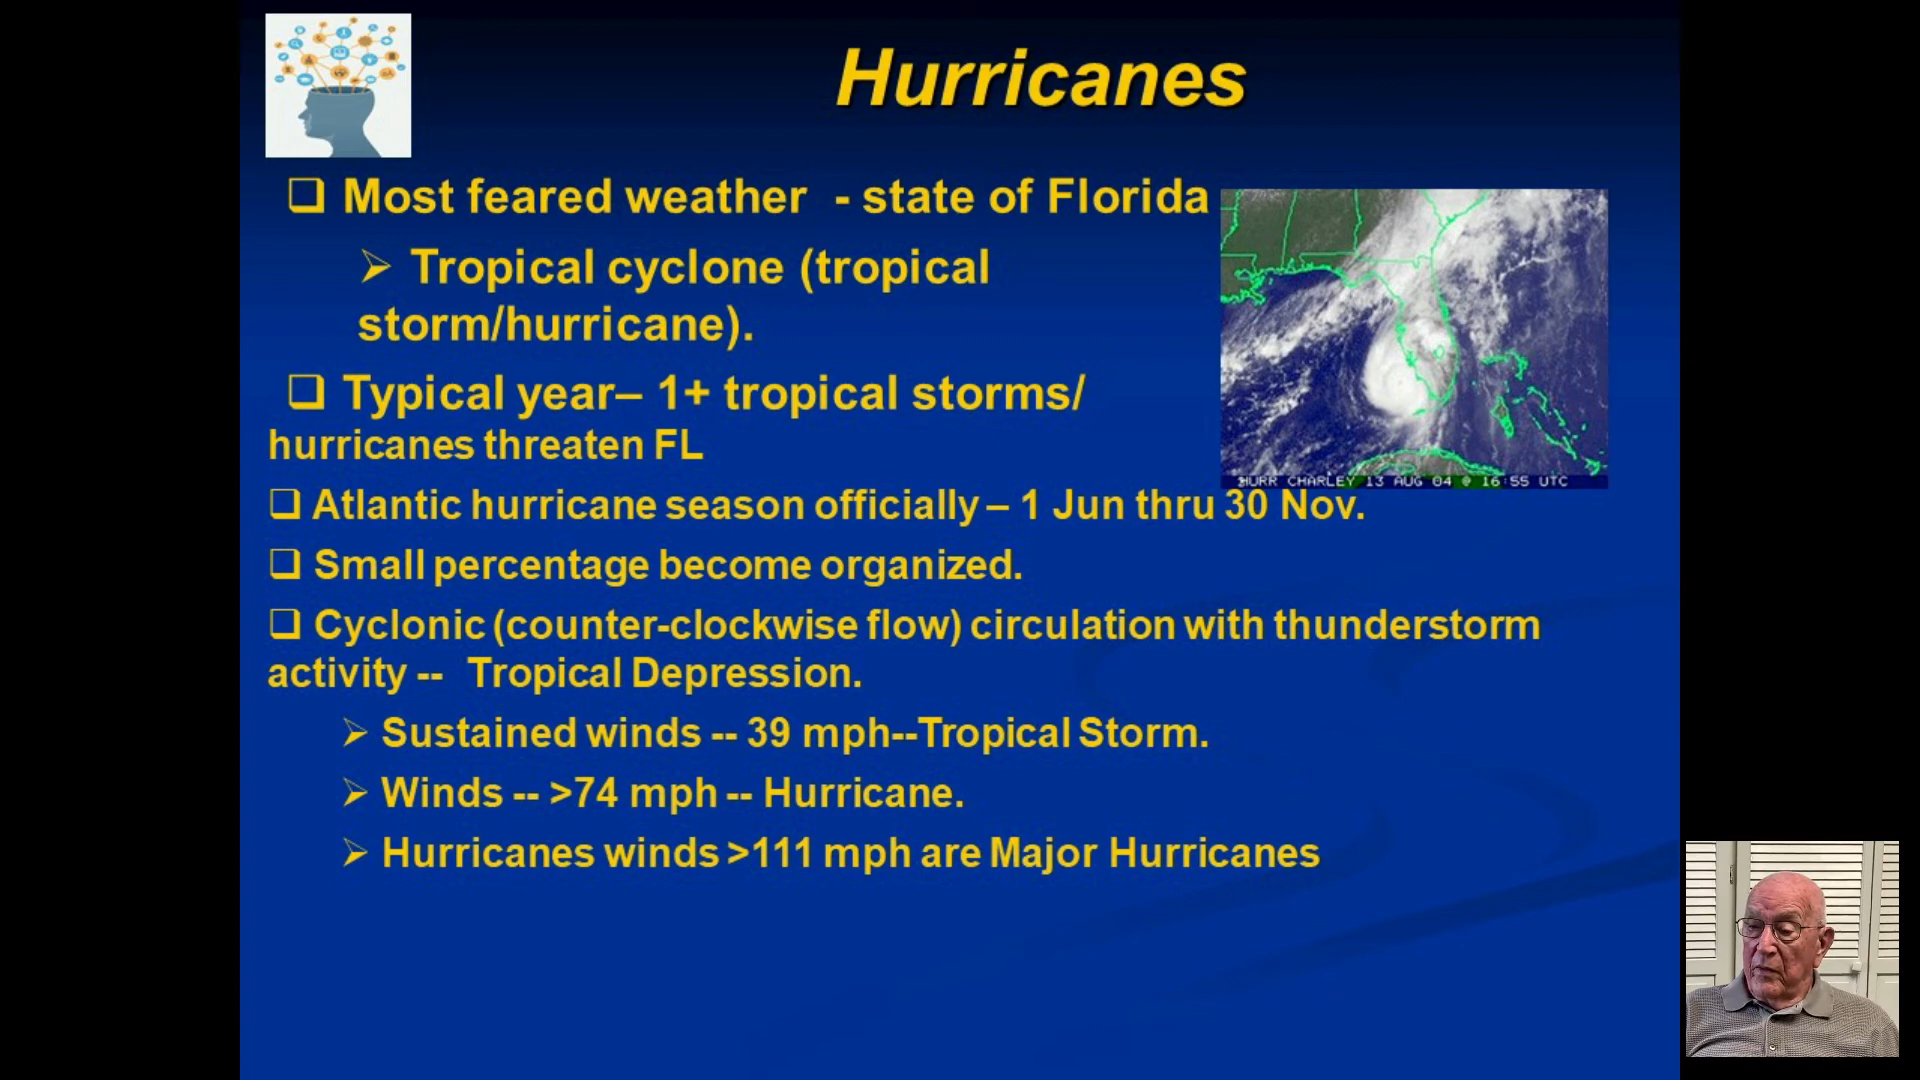 Hurricanes
❑ Most feared weather - state of Florida
➢ Tropical cyclone (tropical
storm/hurricane).
❑ Typical year– 1+ tropical storms/
hurricanes threaten FL
HURR CHARLEY 13 AUG 04 @ 16:55 UTC
❑ Atlantic hurricane season officially – 1 Jun thru 30 Nov.
❑ Small percentage become organized.
❑ Cyclonic (counter-clockwise flow) circulation with thunderstorm
activity -- Tropical Depression.
➢ Sustained winds -- 39 mph--Tropical Storm.
➢ Winds -- >74 mph -- Hurricane.
➢ Hurricanes winds >111 mph are Major Hurricanes